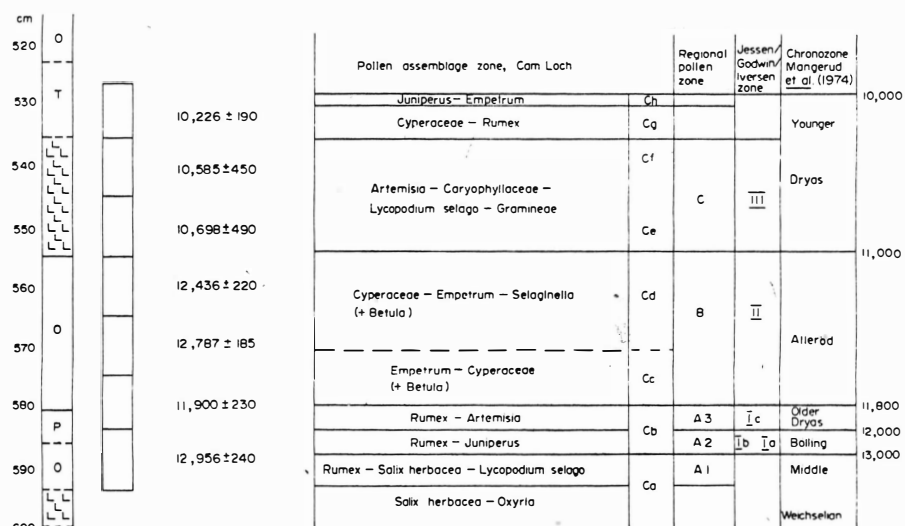 cm
520
530
540
550
560
570
580
590
O
T
O
P
O
10,226 ± 190
10,585 ± 450
10,698 ± 490
12,436 ± 220
12,787 ± 185
11,900 ± 230
12,956 ± 240
Pollen assemblage zone, Cam Loch
Regional pollen zone
Jessen/ Godwin/ Iversen zone
Chronozone Mangerud et al. (1974)
Juniperus – Empetrum
Ch
10,000
Cyperaceae – Rumex
Cg
Younger
Cf
Artemisia – Caryophyllaceae –
Dryas
Lycopodium selago – Gramineae
C
III
Ce
11,000
Cyperaceae – Empetrum – Selaginella
Cd
(+ Betula)
B
II
Allerød
Empetrum – Cyperaceae
Cc
(+ Betula)
11,800
Rumex – Artemisia
Cb
A3
Ic
Older Dryas
12,000
Rumex – Juniperus
A2
Ib Ia
Bølling
13,000
Rumex – Salix herbacea – Lycopodium selago
A1
Middle
Ca
Salix herbacea – Oxyria
Weichselian